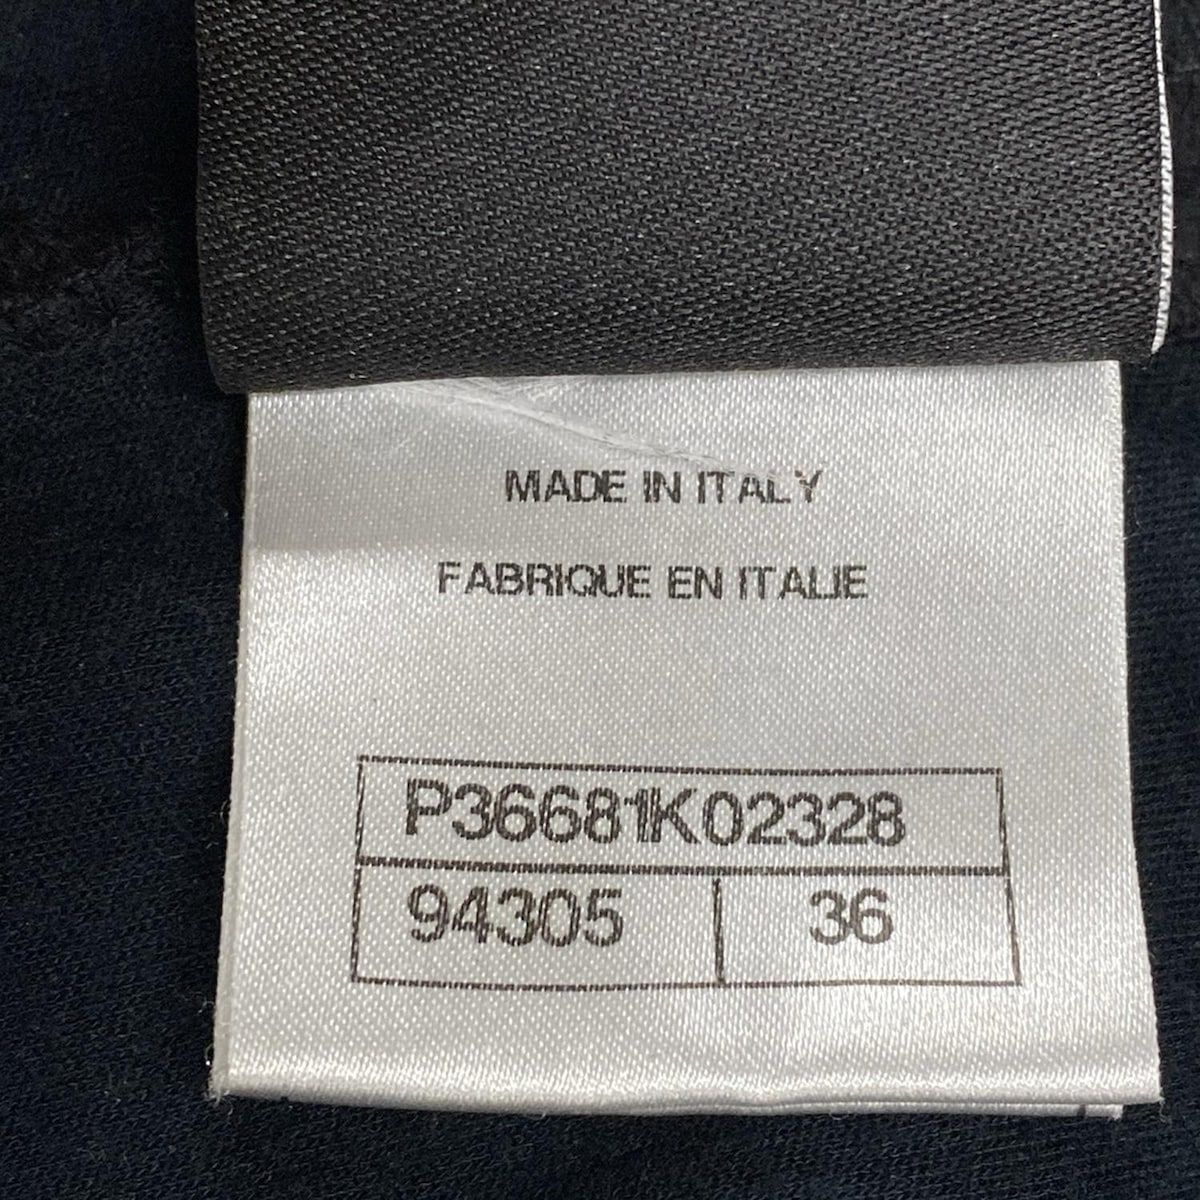 MADE IN ITALY
FABRIQUE EN ITALIE
P36681K02328
94305 36